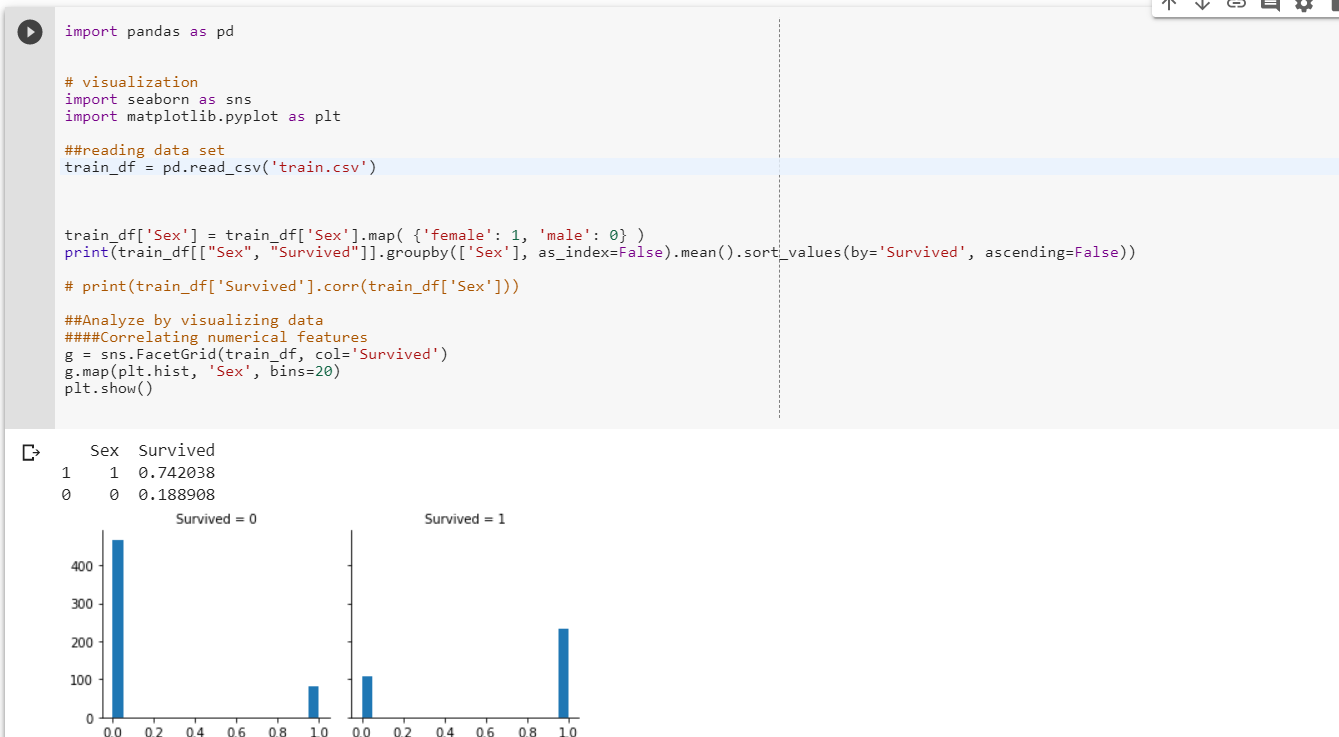 import pandas as pd
# visualization
import seaborn as sns
import matplotlib.pyplot as plt
##reading data set
train_df = pd.read_csv('train.csv')
train_df['Sex'] = train_df['Sex'].map( {'female': 1, 'male': 0} )
print(train_df[["Sex", "Survived"]].groupby(['Sex'], as_index=False).mean().sort_values(by='Survived', ascending=False))
# print(train_df['Survived'].corr(train_df['Sex']))
##Analyze by visualizing data
####Correlating numerical features
g = sns.FacetGrid(train_df, col='Survived')
g.map(plt.hist, 'Sex', bins=20)
plt.show()
Sex Survived
1 1 0.742038
0 0 0.188908
Survived = 0 Survived = 1
400
300
200
100
0
0.0 0.2 0.4 0.6 0.8 1.0 0.0 0.2 0.4 0.6 0.8 1.0